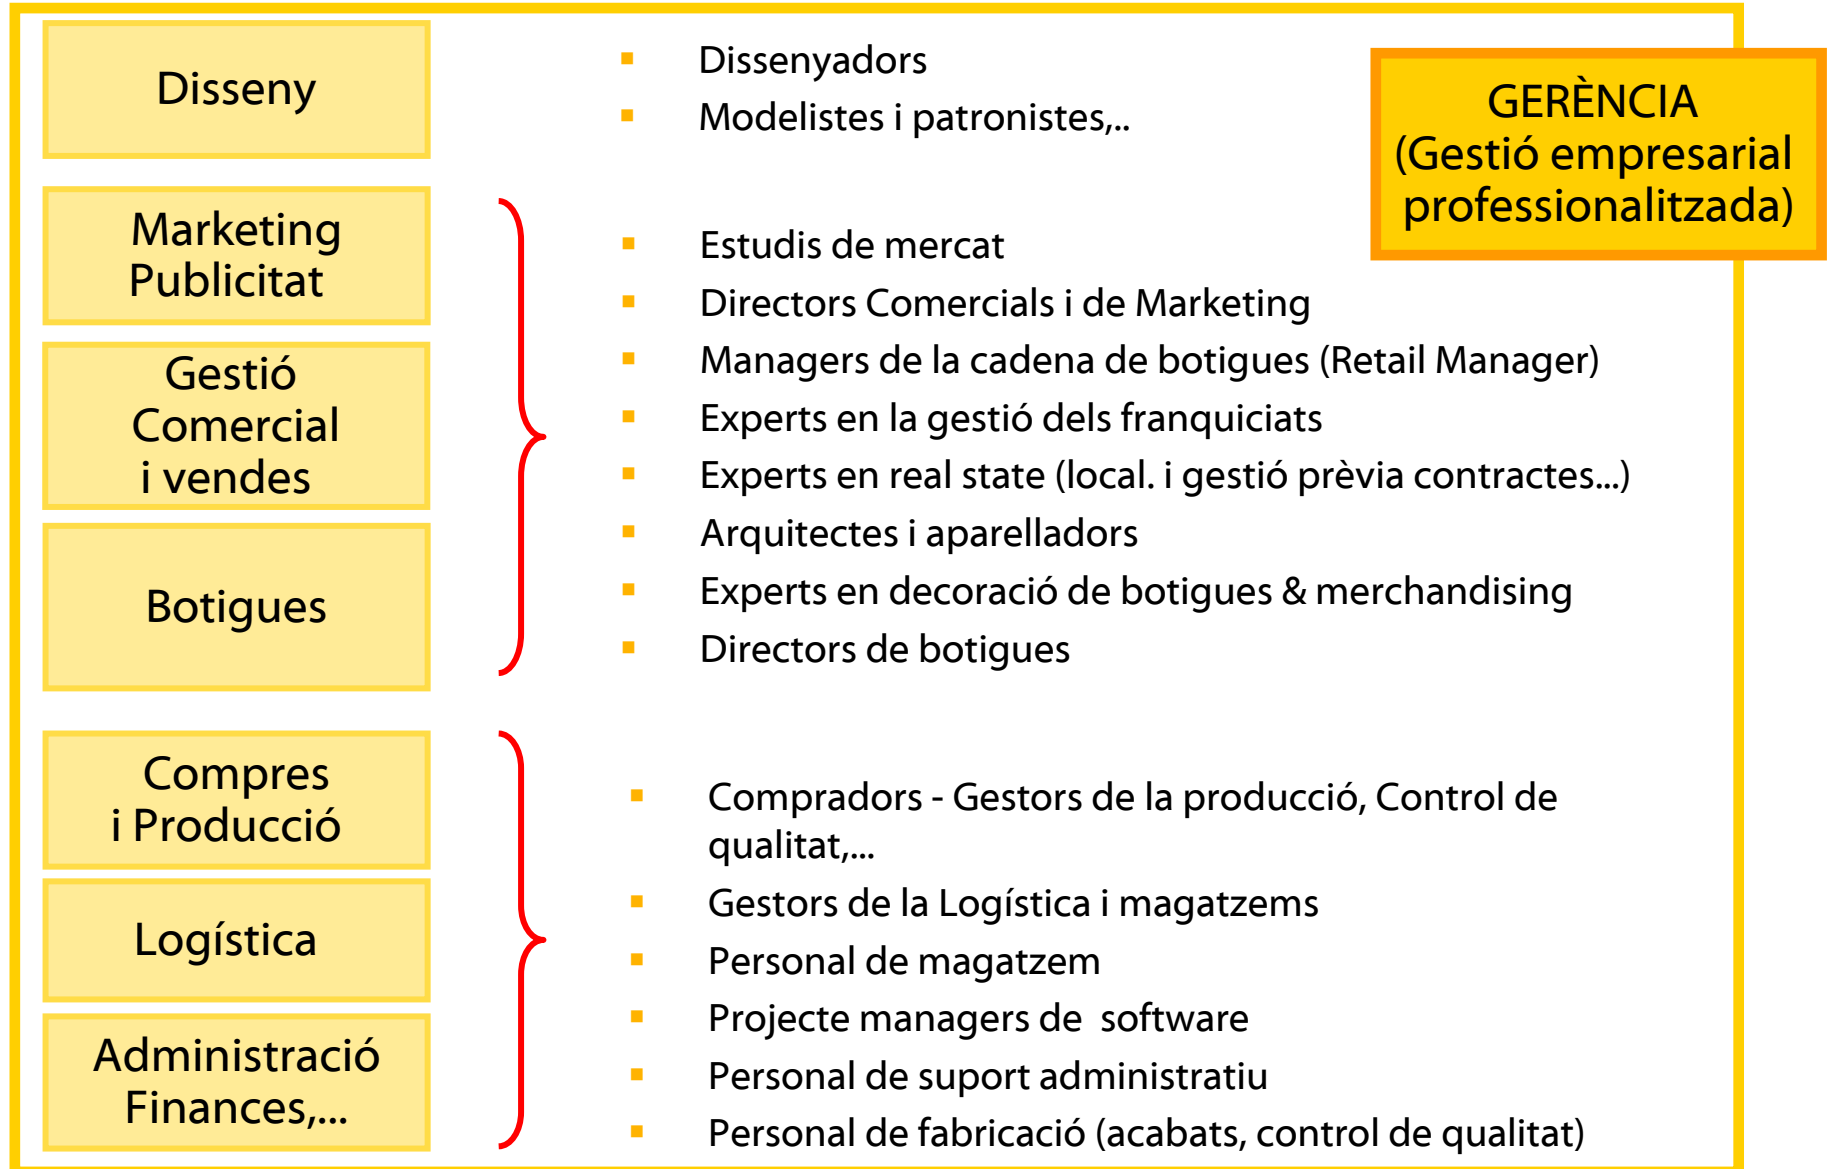 Disseny
Dissenyadors
Modelistes i patronistes,..
GERÈNCIA
(Gestió empresarial
professionalitzada)
Marketing
Publicitat
Gestió
Comercial
i vendes
Botigues
Estudis de mercat
Directors Comercials i de Marketing
Managers de la cadena de botigues (Retail Manager)
Experts en la gestió dels franquiciats
Experts en real state (local. i gestió prèvia contractes...)
Arquitectes i aparelladors
Experts en decoració de botigues & merchandising
Directors de botigues
Compres
i Producció
Logística
Administració
Finances,...
Compradors - Gestors de la producció, Control de
qualitat,...
Gestors de la Logística i magatzems
Personal de magatzem
Projecte managers de software
Personal de suport administratiu
Personal de fabricació (acabats, control de qualitat)